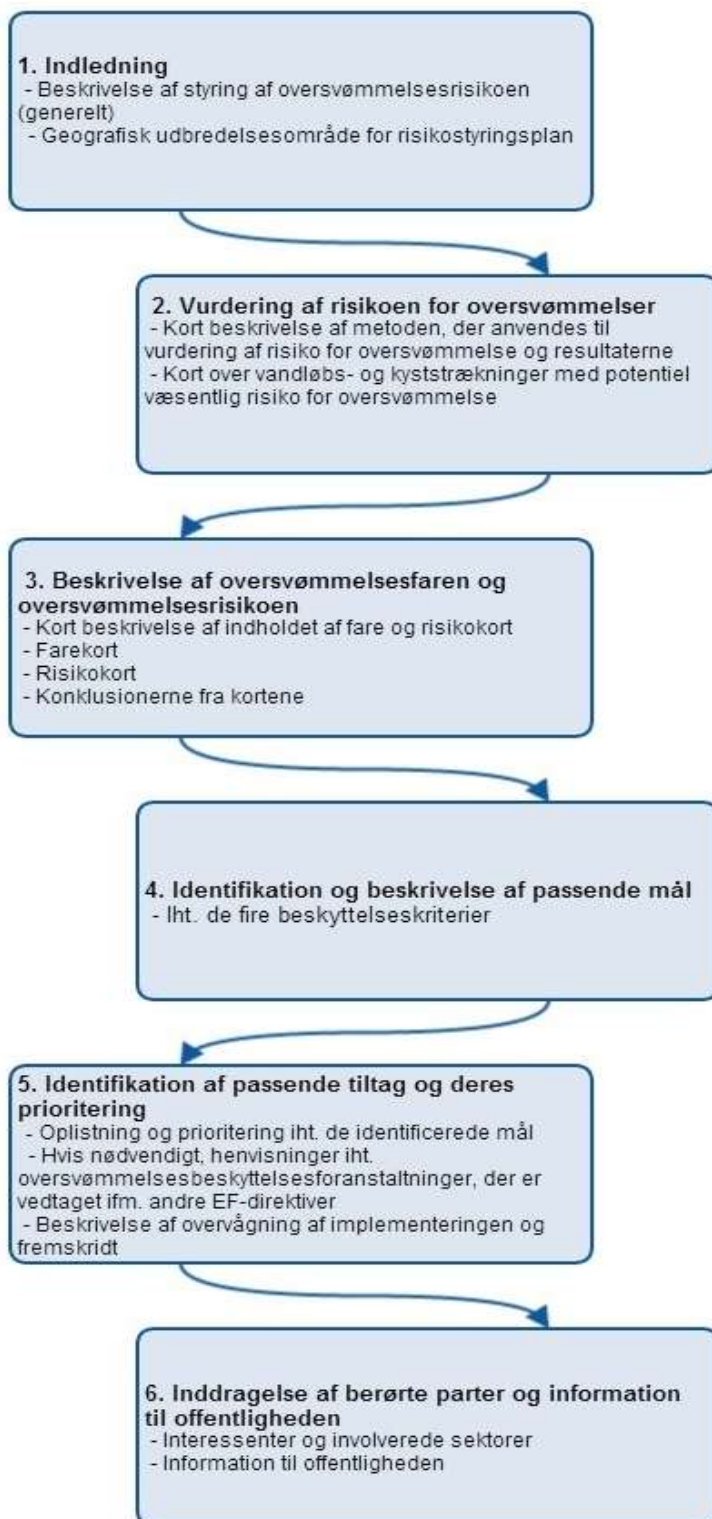 1. Indledning
- Beskrivelse af styring af oversvømmelsesrisikoen
(generelt)
- Geografisk udbredelsesområde for risikostyringsplan
2. Vurdering af risikoen for oversvømmelser
- Kort beskrivelse af metoden, der anvendes til
vurdering af risiko for oversvømmelse og resultaterne
- Kort over vandløbs- og kyststrækninger med potentiel
væsentlig risiko for oversvømmelse
3. Beskrivelse af oversvømmelsesfaren og
oversvømmelsesrisikoen
- Kort beskrivelse af indholdet af fare og risikokort
- Farekort
- Risikokort
- Konklusionerne fra kortene
4. Identifikation og beskrivelse af passende mål
- Iht. de fire beskyttelseskriterier
5. Identifikation af passende tiltag og deres
prioritering
- Oplistning og prioritering iht. de identificerede mål
- Hvis nødvendigt, henvisninger iht.
oversvømmelsesbeskyttelsesforanstaltninger, der er
vedtaget ifm. andre EF-direktiver
- Beskrivelse af overvågning af implementeringen og
fremskridt
6. Inddragelse af berørte parter og information
til offentligheden
- Interessenter og involverede sektorer
- Information til offentligheden